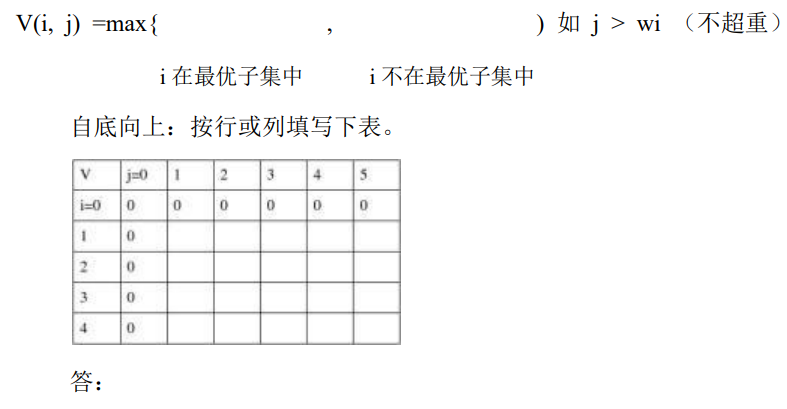 V(i, j) =max{ , ) 如 j > wi （不超重）
i 在最优子集中 i 不在最优子集中
自底向上：按行或列填写下表。
V j=0 1 2 3 4 5
i=0 0 0 0 0 0 0
1 0
2 0
3 0
4 0
答：